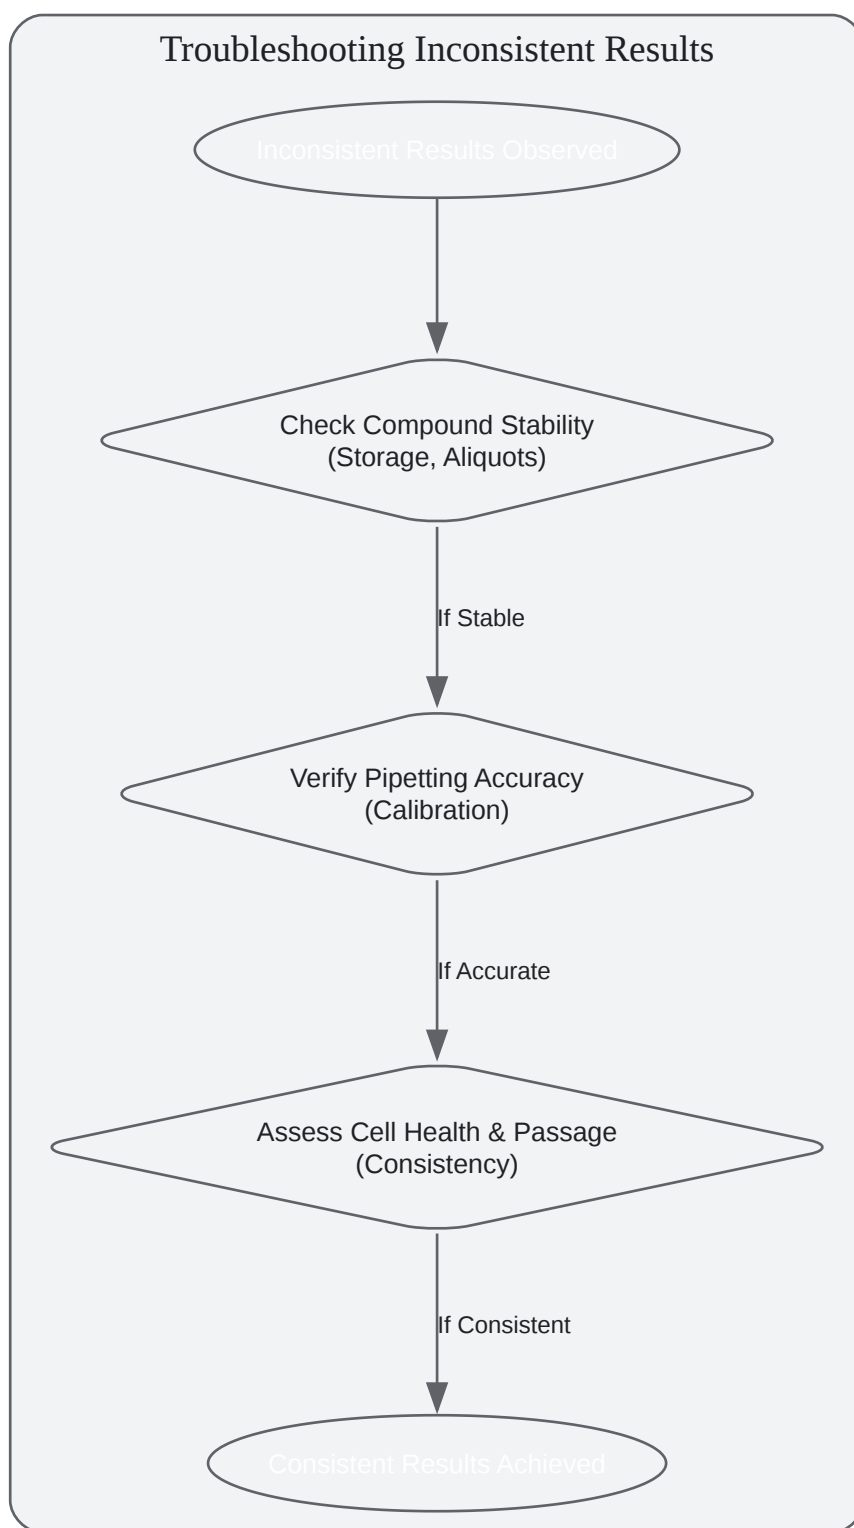 Troubleshooting Inconsistent Results
Inconsistent Results Observed
Check Compound Stability
(Storage, Aliquots)
If Stable
Verify Pipetting Accuracy
(Calibration)
If Accurate
Assess Cell Health & Passage
(Consistency)
If Consistent
Consistent Results Achieved